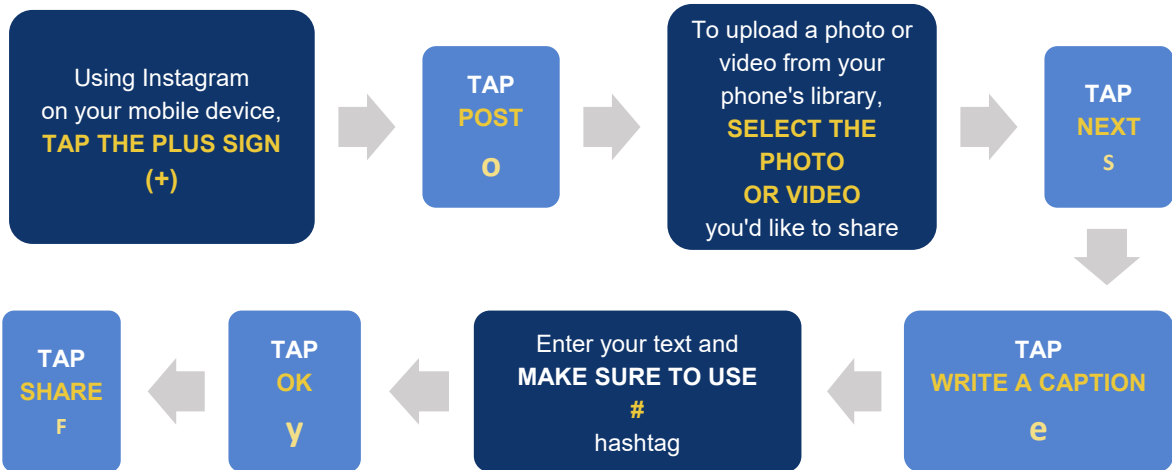 Using Instagram
on your mobile device,
TAP THE PLUS SIGN
(+)
TAP
POST
o
To upload a photo or
video from your
phone's library,
SELECT THE
PHOTO
OR VIDEO
you'd like to share
TAP
NEXT
s
TAP
WRITE A CAPTION
e
Enter your text and
MAKE SURE TO USE
#
hashtag
TAP
OK
y
TAP
SHARE
F